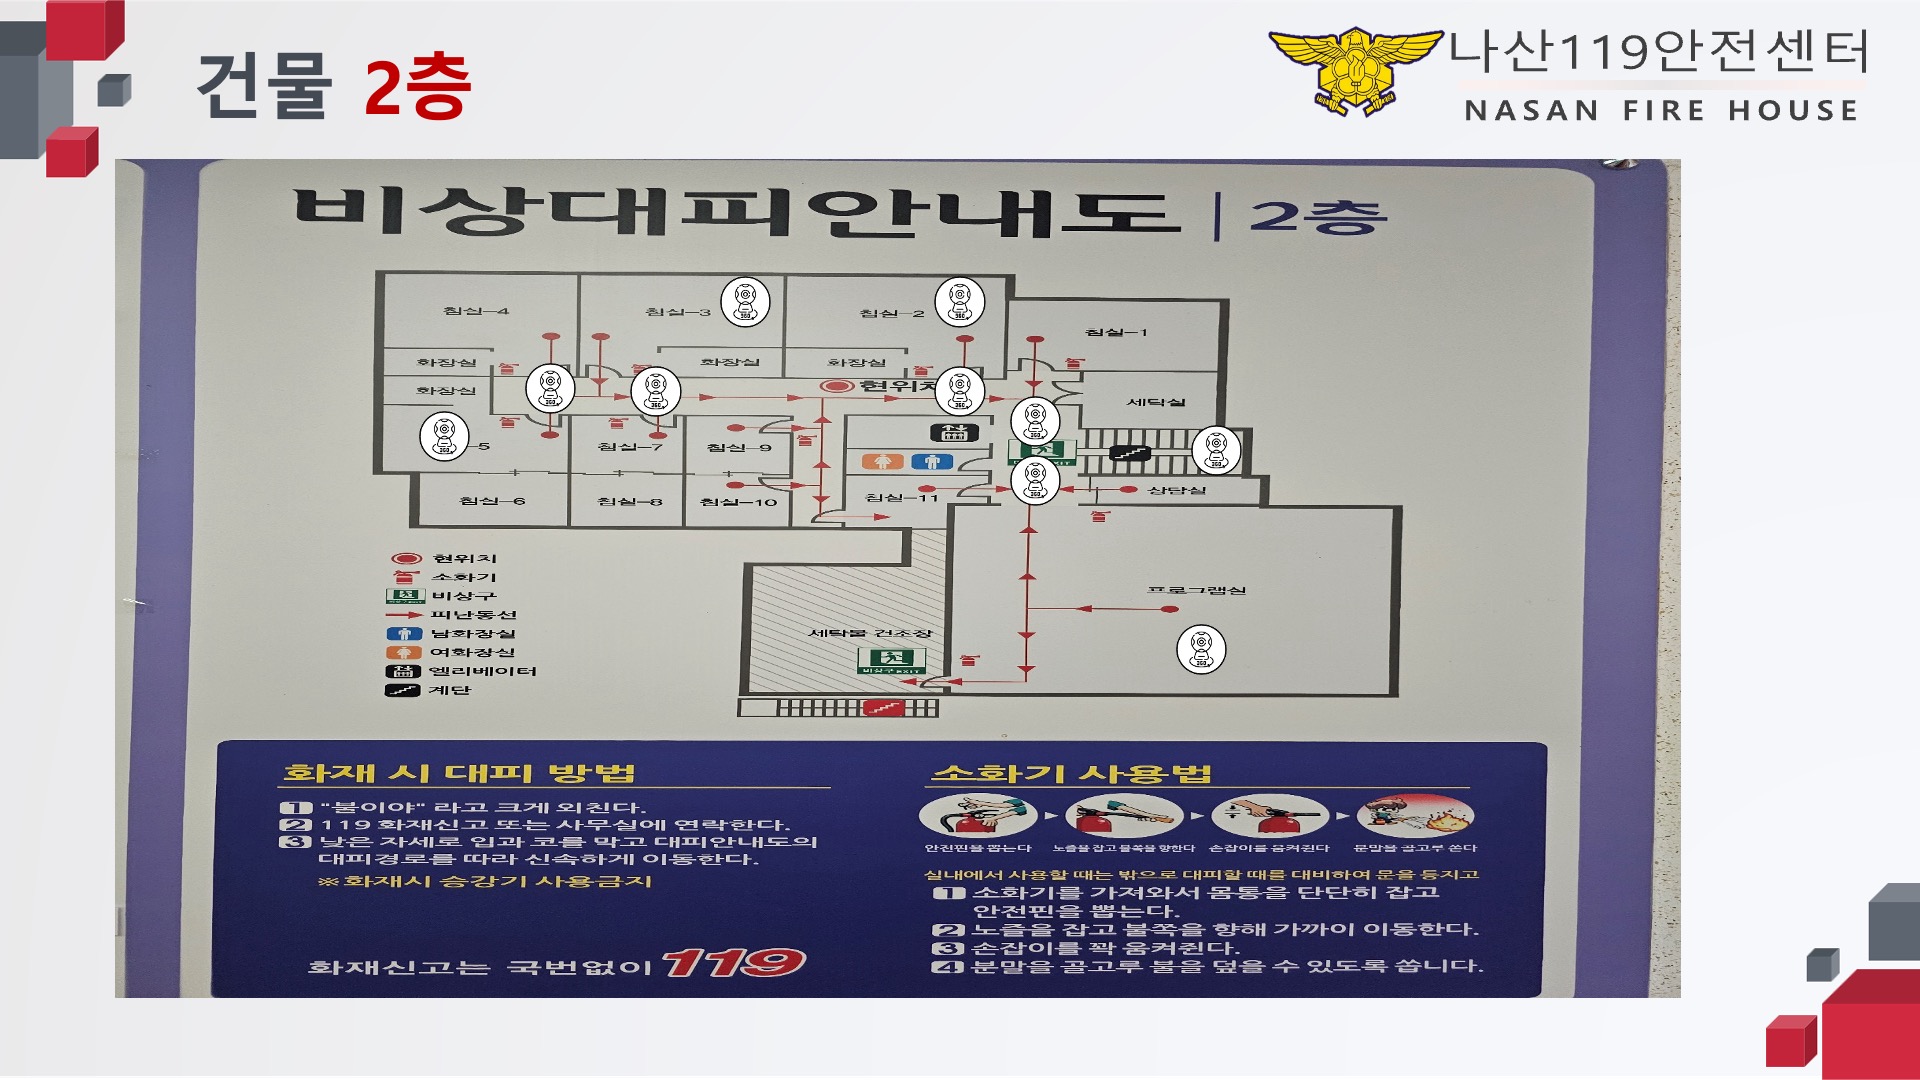 건물 2층
나산119안전센터
NASAN FIRE HOUSE
비상대피안내도 | 2층
침실-4
침실-3
침실-2
침실-1
화장실
화장실
화장실
화장실
현위치
세탁실
-5
침실-7
침실-9
침실-6
침실-8
침실-10
침실-11
상담실
현위치
소화기
비상구
피난동선
남화장실
여화장실
엘리베이터
계단
프로그램실
세탁물 건조장
비상구 EXIT
화재 시 대피 방법
1 "불이야" 라고 크게 외친다.
2 119 화재신고 또는 사무실에 연락한다.
3 낮은 자세로 입과 코를 막고 대피안내도의
대피경로를 따라 신속하게 이동한다.
※화재시 승강기 사용금지
화재신고는 국번없이 119
소화기 사용법
안전핀을 뽑는다
노즐을 잡고 불쪽을 향한다
손잡이를 움켜쥔다
분말을 골고루 쏜다
실내에서 사용할 때는 밖으로 대피할 때를 대비하여 문을 등지고
1 소화기를 가져와서 몸통을 단단히 잡고
안전핀을 뽑는다.
2 노즐을 잡고 불쪽을 향해 가까이 이동한다.
3 손잡이를 꽉 움켜쥔다.
4 분말을 골고루 불을 덮을 수 있도록 쏩니다.